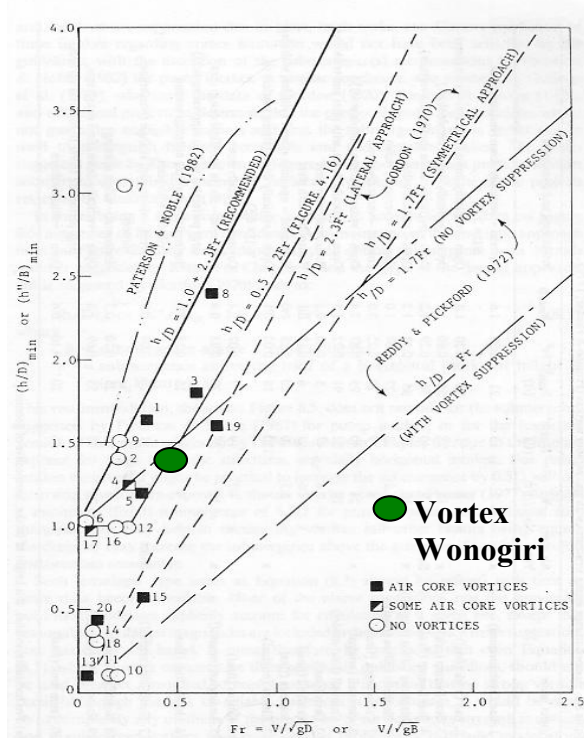 4.0
3.5
3.0
2.5
2.0
1.5
1.0
0.5
0
(h/D)min or (h"/B)min
PATERSON & NOBLE (1982)
h/D = 1.0 + 2.3Fr (RECOMMENDED)
h/D = 0.5 + 2Fr (FIGURE 4.16)
h/D = 2.3Fr (LATERAL APPROACH)
GORDON (1970)
h/D = 1.7Fr (SYMMETRICAL APPROACH)
h/D = 1.7Fr (NO VORTEX SUPPRESSION)
REDDY & PICKFORD (1972)
h/D = Fr
(WITH VORTEX SUPPRESSION)
7
8
3
1
19
9
2
4
5
6
17
16
12
15
20
14
18
13
11
10
Vortex
Wonogiri
AIR CORE VORTICES
SOME AIR CORE VORTICES
NO VORTICES
0.5
1.0
1.5
2.0
2.5
Fr = V/√gD or V/√gB